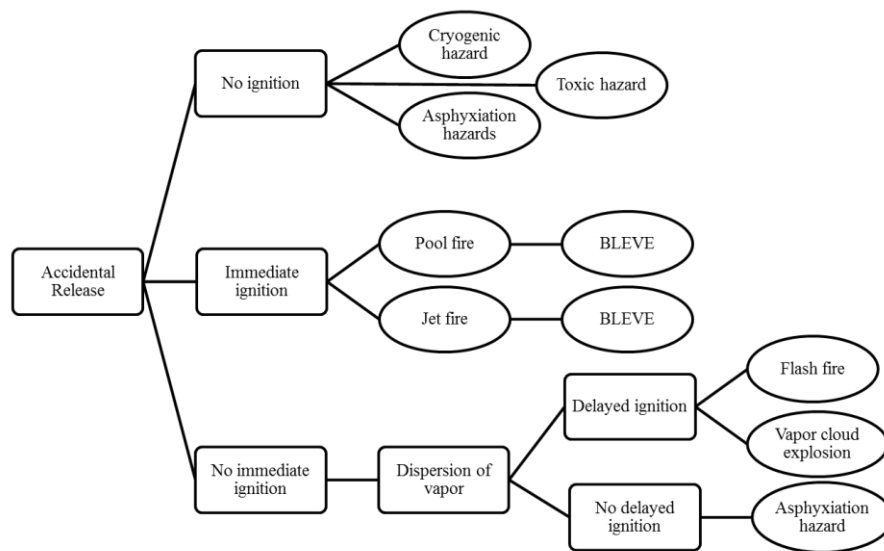 Cryogenic
hazard
No ignition
Toxic hazard
Asphyxiation
hazards
Accidental
Release
Immediate
ignition
Pool fire
BLEVE
Jet fire
BLEVE
No immediate
ignition
Dispersion of
vapor
Delayed ignition
Flash fire
Vapor cloud
explosion
No delayed
ignition
Asphyxiation
hazard